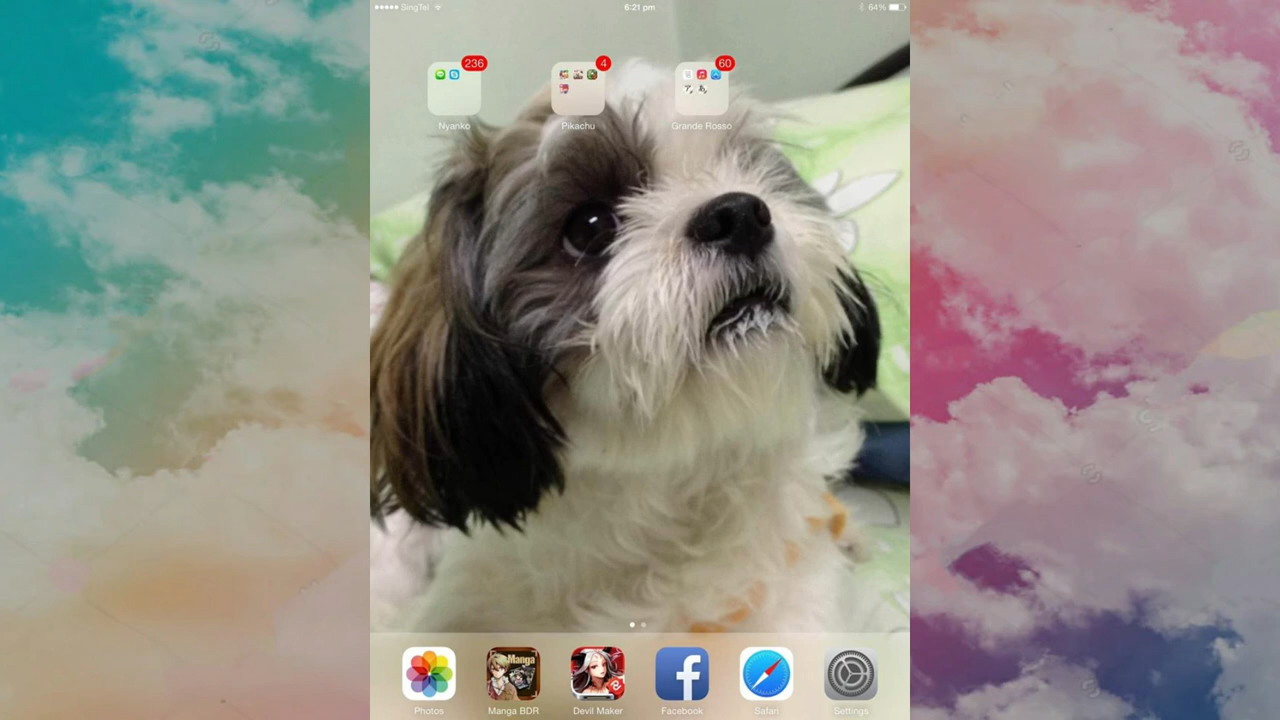 SingTel 6:21 pm 64%
236 4 60
Nyanko Pikachu Grande Rosso
Manga
Photos Manga BDR Devil Maker Facebook Safari Settings